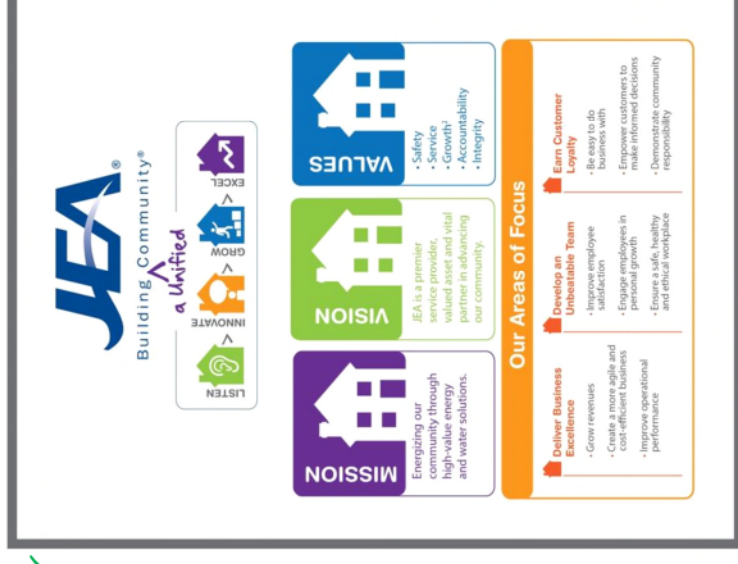 JEA®
Building Community®
a Unified
LISTEN
INNOVATE
GROW
EXCEL
MISSION
Energizing our
community through
high-value energy
and water solutions.
VISION
JEA is a premier
service provider,
valued asset and vital
partner in advancing
our community.
VALUES
• Safety
• Service
• Growth²
• Accountability
• Integrity
Our Areas of Focus
Deliver Business
Excellence
• Grow revenues
• Create a more agile and
cost-efficient business
• Improve operational
performance
Develop an
Unbeatable Team
• Improve employee
satisfaction
• Engage employees in
personal growth
• Ensure a safe, healthy
and ethical workplace
Earn Customer
Loyalty
• Be easy to do
business with
• Empower customers to
make informed decisions
• Demonstrate community
responsibility